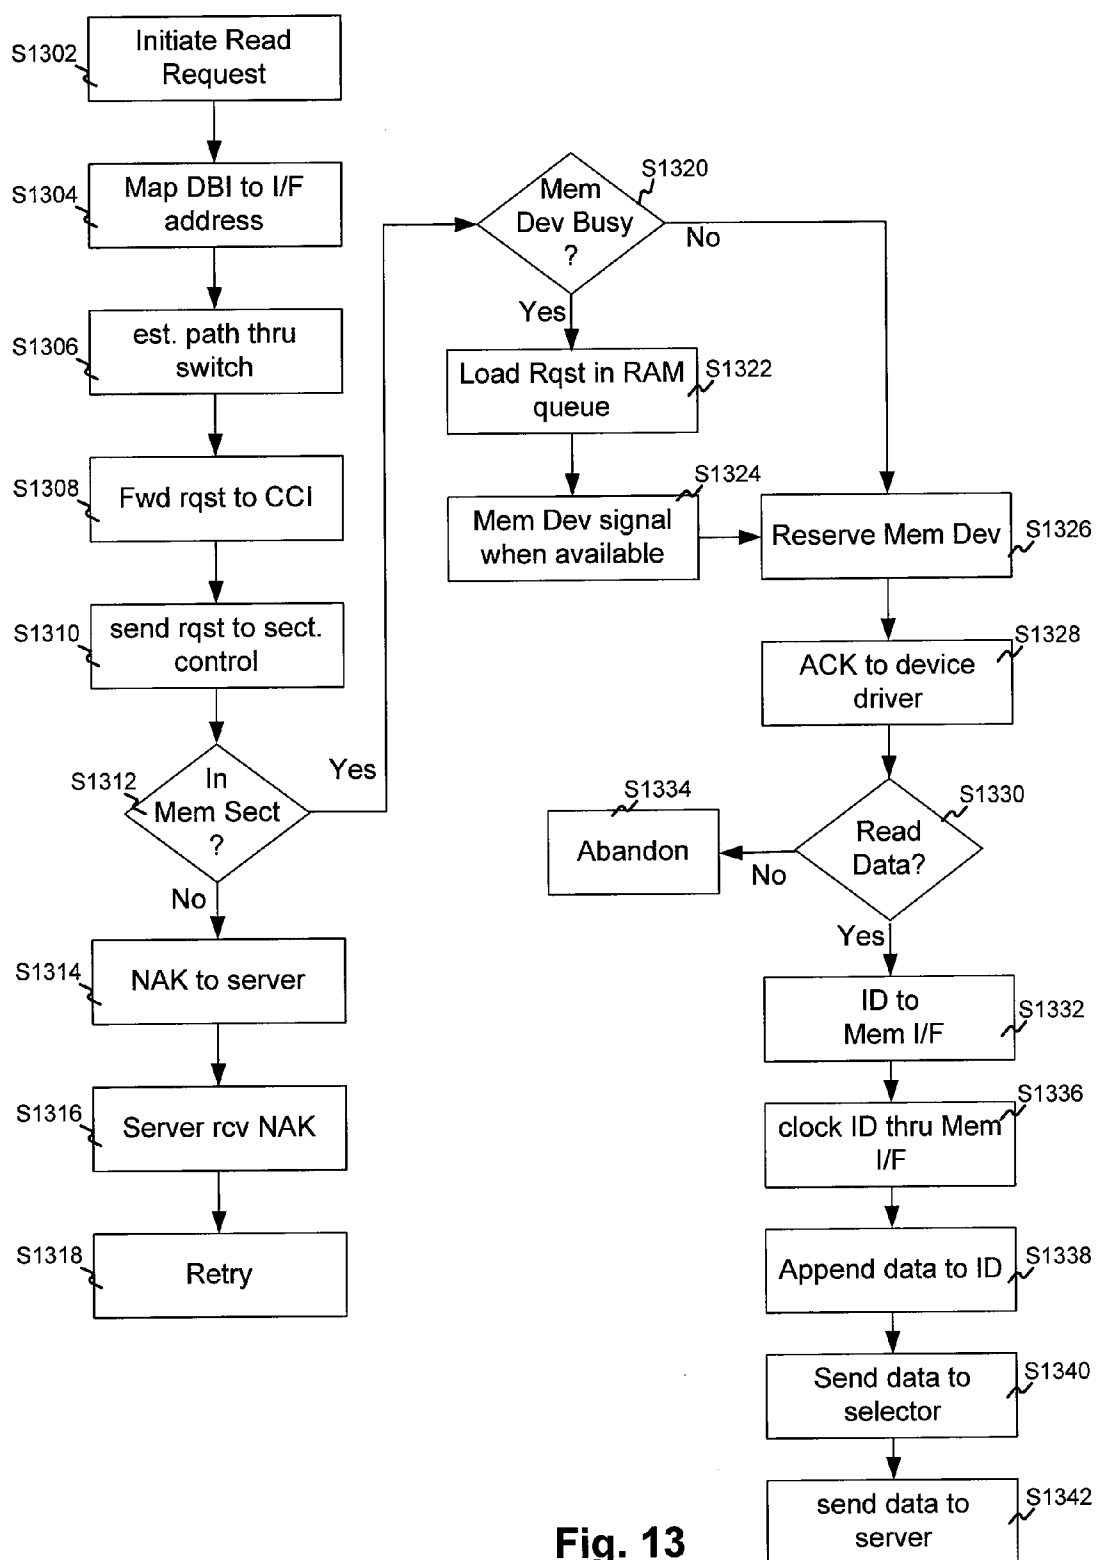 S1302
Initiate Read
Request
S1304
Map DBI to I/F
address
S1306
est. path thru
switch
S1308
Fwd rqst to CCI
S1310
send rqst to sect.
control
S1312
In
Mem Sect
?
Yes
No
S1314
NAK to server
S1316
Server rcv NAK
S1318
Retry
S1320
Mem
Dev Busy
?
No
Yes
S1322
Load Rqst in RAM
queue
S1324
Mem Dev signal
when available
S1326
Reserve Mem Dev
S1328
ACK to device
driver
S1330
Read
Data?
No
S1334
Abandon
Yes
S1332
ID to
Mem I/F
S1336
clock ID thru Mem
I/F
S1338
Append data to ID
S1340
Send data to
selector
S1342
send data to
server
Fig. 13